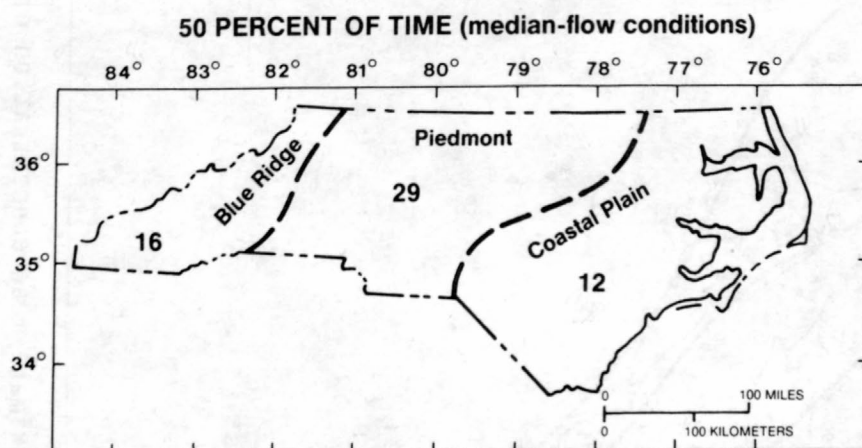 50 PERCENT OF TIME (median-flow conditions)
84° 83° 82° 81° 80° 79° 78° 77° 76°
36°
35°
34°
Piedmont
Blue Ridge
29
16
Coastal Plain
12
0 100 MILES
0 100 KILOMETERS